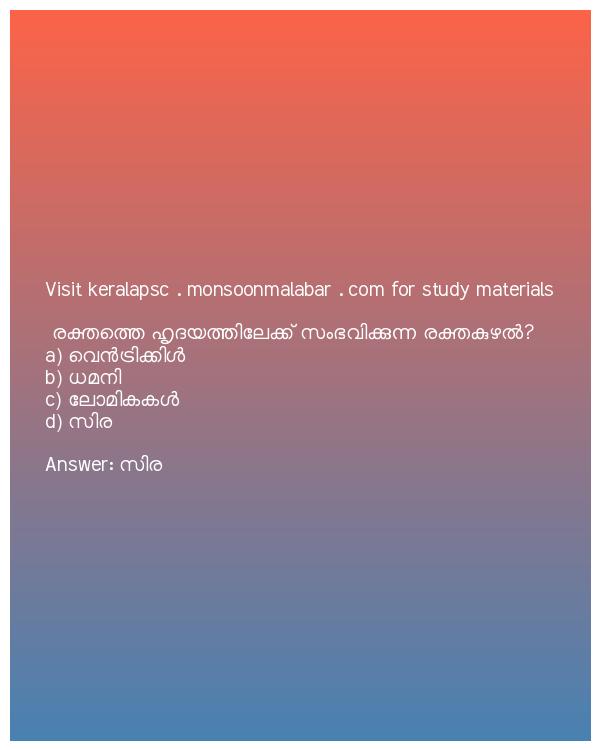 Visit keralapsc . monsoonmalabar . com for study materials
രക്തത്തെ ഹൃദയത്തിലേക്ക് സംഭവിക്കുന്ന രക്തകുഴൽ?
a) വെൻട്രിക്കിൾ
b) ധമനി
c) ലോമികകൾ
d) സിര
Answer: സിര